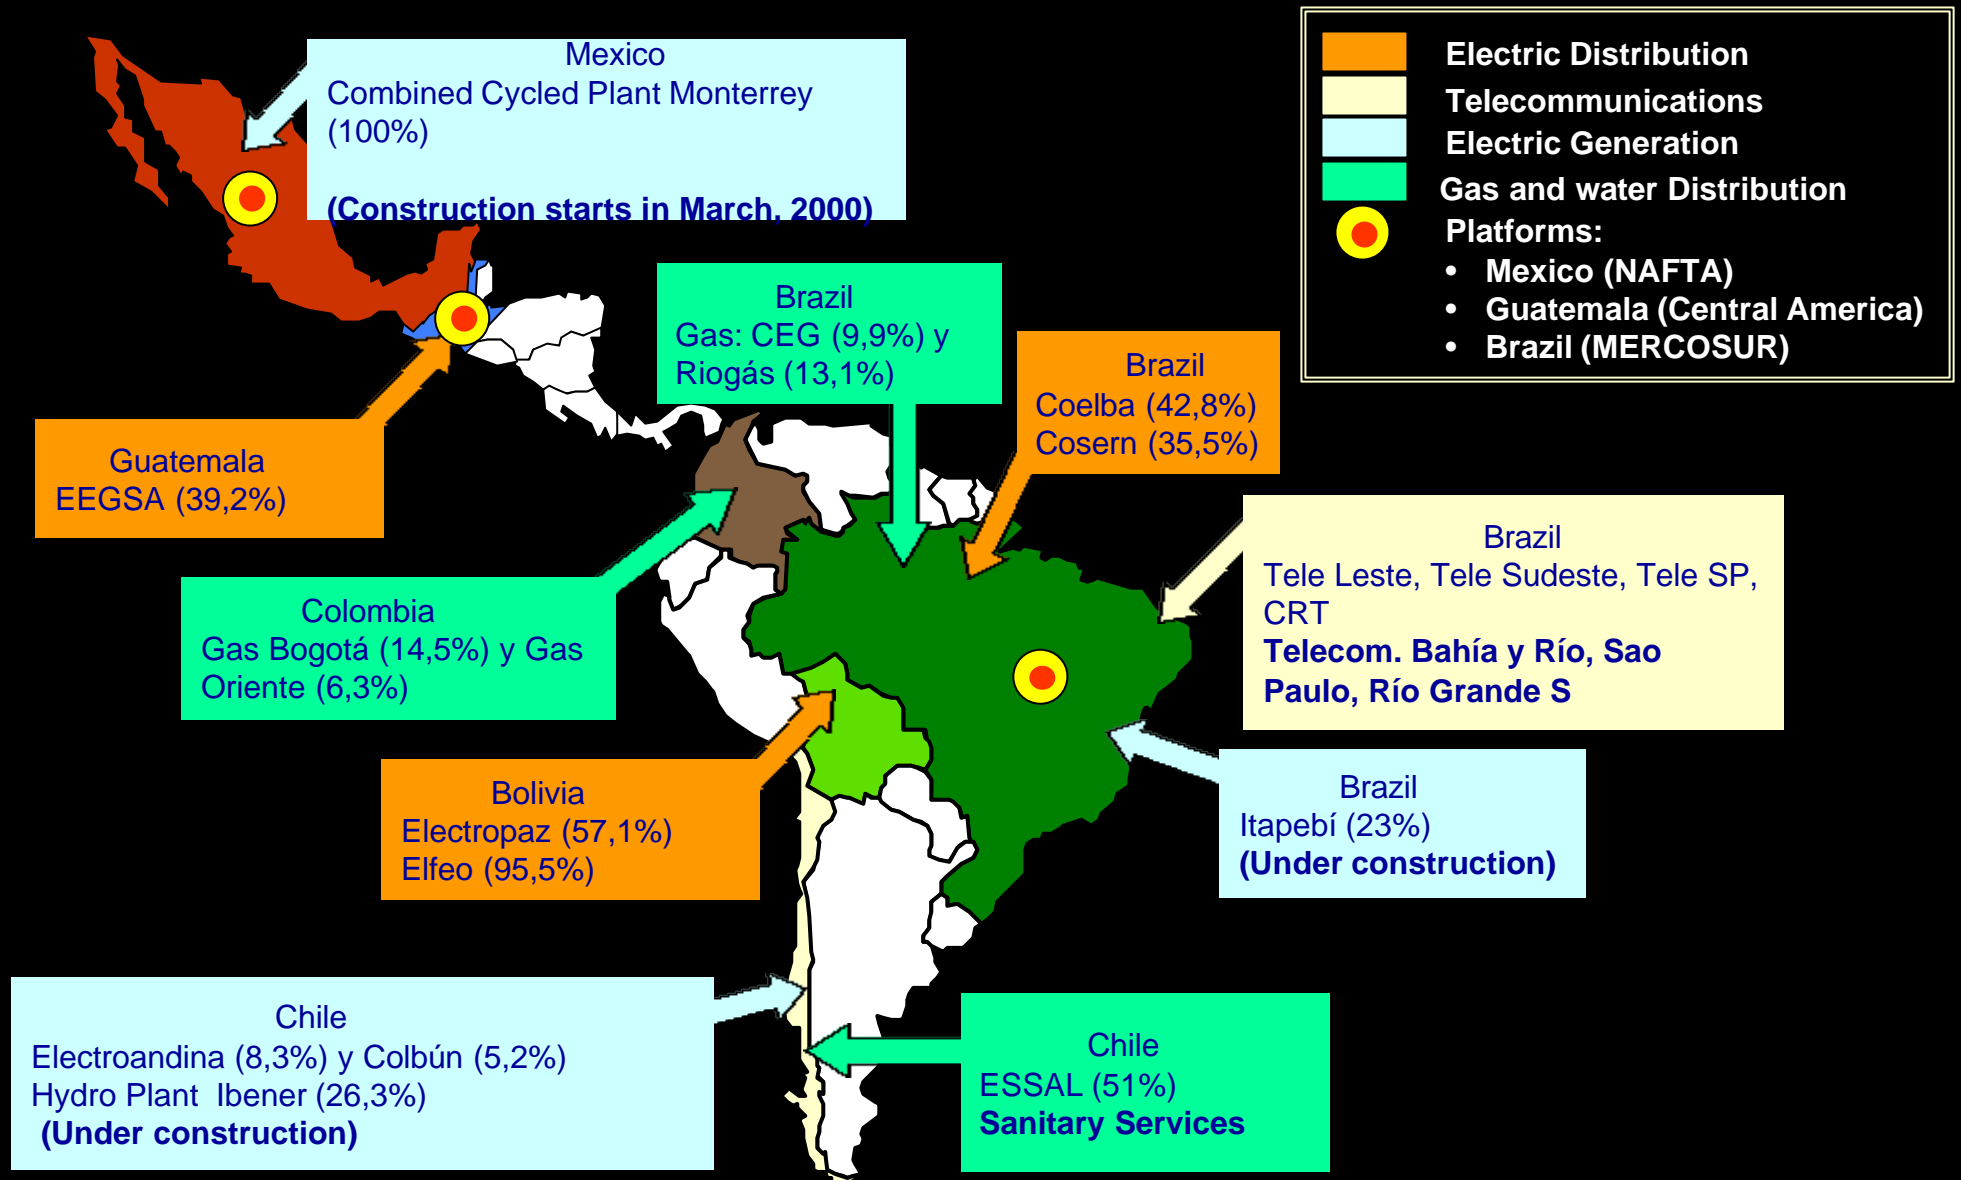 Mexico
Combined Cycled Plant Monterrey
(100%)
(Construction starts in March, 2000)
Electric Distribution
Telecommunications
Electric Generation
Gas and water Distribution
Platforms:
• Mexico (NAFTA)
• Guatemala (Central America)
• Brazil (MERCOSUR)
Brazil
Gas: CEG (9,9%) y
Riogás (13,1%)
Brazil
Coelba (42,8%)
Cosern (35,5%)
Guatemala
EEGSA (39,2%)
Brazil
Tele Leste, Tele Sudeste, Tele SP,
CRT
Telecom. Bahía y Río, Sao
Paulo, Río Grande S
Colombia
Gas Bogotá (14,5%) y Gas
Oriente (6,3%)
Bolivia
Electropaz (57,1%)
Elfeo (95,5%)
Brazil
Itapebí (23%)
(Under construction)
Chile
Electroandina (8,3%) y Colbún (5,2%)
Hydro Plant  Ibener (26,3%)
(Under construction)
Chile
ESSAL (51%)
Sanitary Services